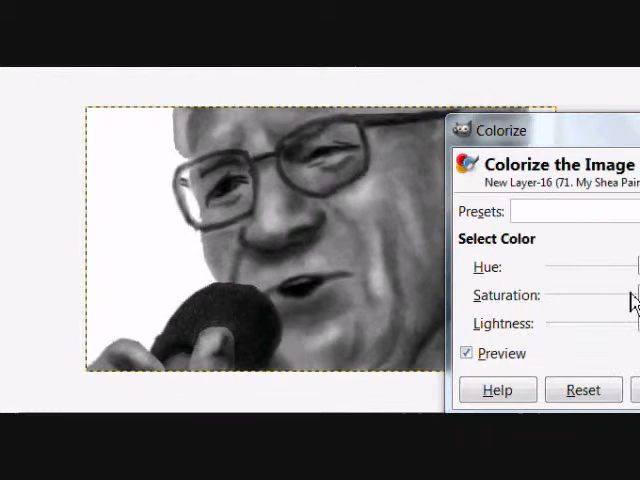 Colorize
Colorize the Image
New Layer-16 (71. My Shea Pain
Presets:
Select Color
Hue:
Saturation:
Lightness:
Preview
Help Reset